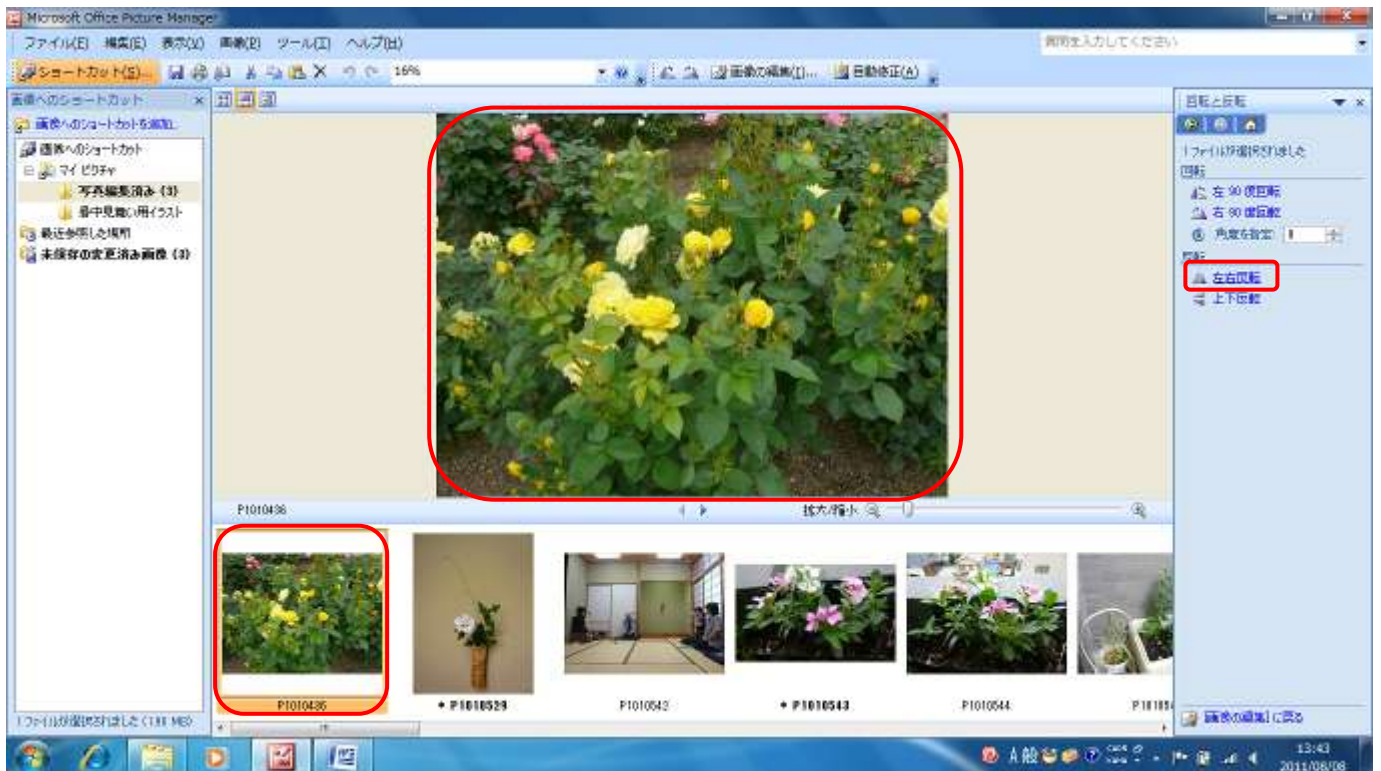 Microsoft Office Picture Manager
ファイル(F) 編集(E) 表示(V) 画像(P) ツール(T) ヘルプ(H)
質問を入力してください
ショートカット(S)...
16%
画像の編集(I)...
自動修正(A)
画像へのショートカット
回転と反転
画像へのショートカットを追加...
画像へのショートカット
マイ ピクチャ
写真編集済み (3)
暑中見舞い用イラスト
最近参照した場所
未保存の変更済み画像 (3)
1 ファイルが選択されました
回転
左 90 度回転
右 90 度回転
角度を指定
反転
左右反転
上下反転
P1010436
拡大/縮小
P1010436
P1010529
P1010542
P1010543
P1010544
1 ファイルが選択されました
[画像の編集] に戻る
A 般
CAPS
13:43
2011/08/08